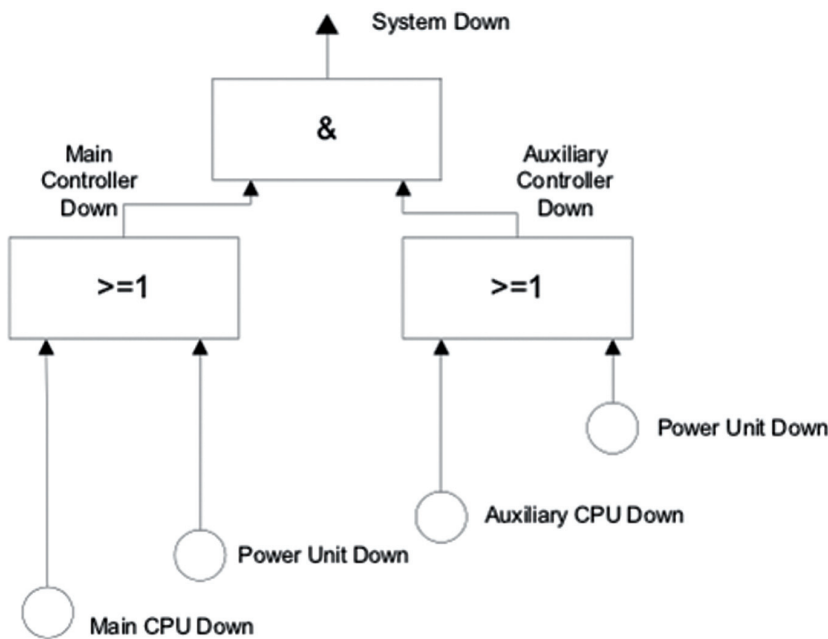 System Down
&
Main
Controller
Down
Auxiliary
Controller
Down
>=1
>=1
Power Unit Down
Auxiliary CPU Down
Power Unit Down
Main CPU Down